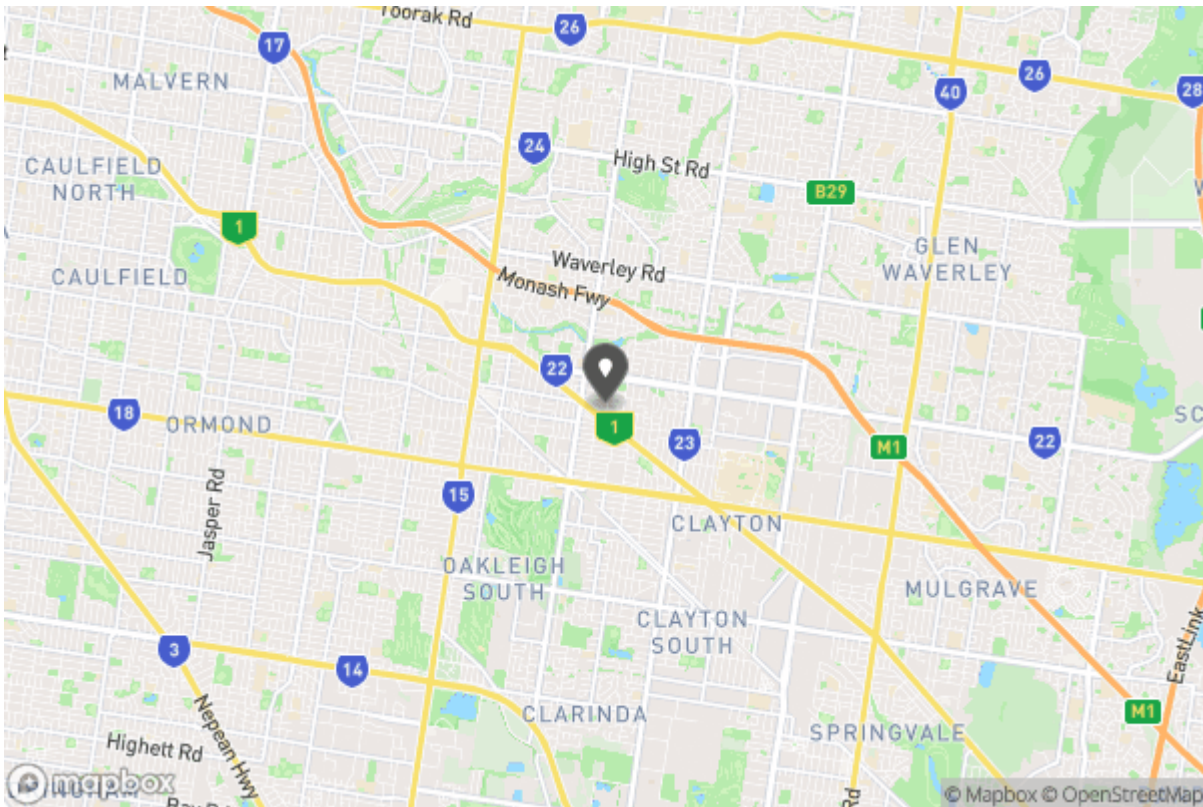 Toorak Rd
26
17
26
MALVERN
40
28
24
High St Rd
CAULFIELD
NORTH
B29
1
GLEN
WAVERLEY
Waverley Rd
CAULFIELD
Monash Fwy
22
18
ORMOND
1
23
22
M1
15
Jasper Rd
CLAYTON
OAKLEIGH
SOUTH
MULGRAVE
CLAYTON
SOUTH
3
14
EastLink
Nepean Hwy
CLARINDA
M1
SPRINGVALE
Highett Rd
mapbox
Rd
© Mapbox © OpenStreetMap